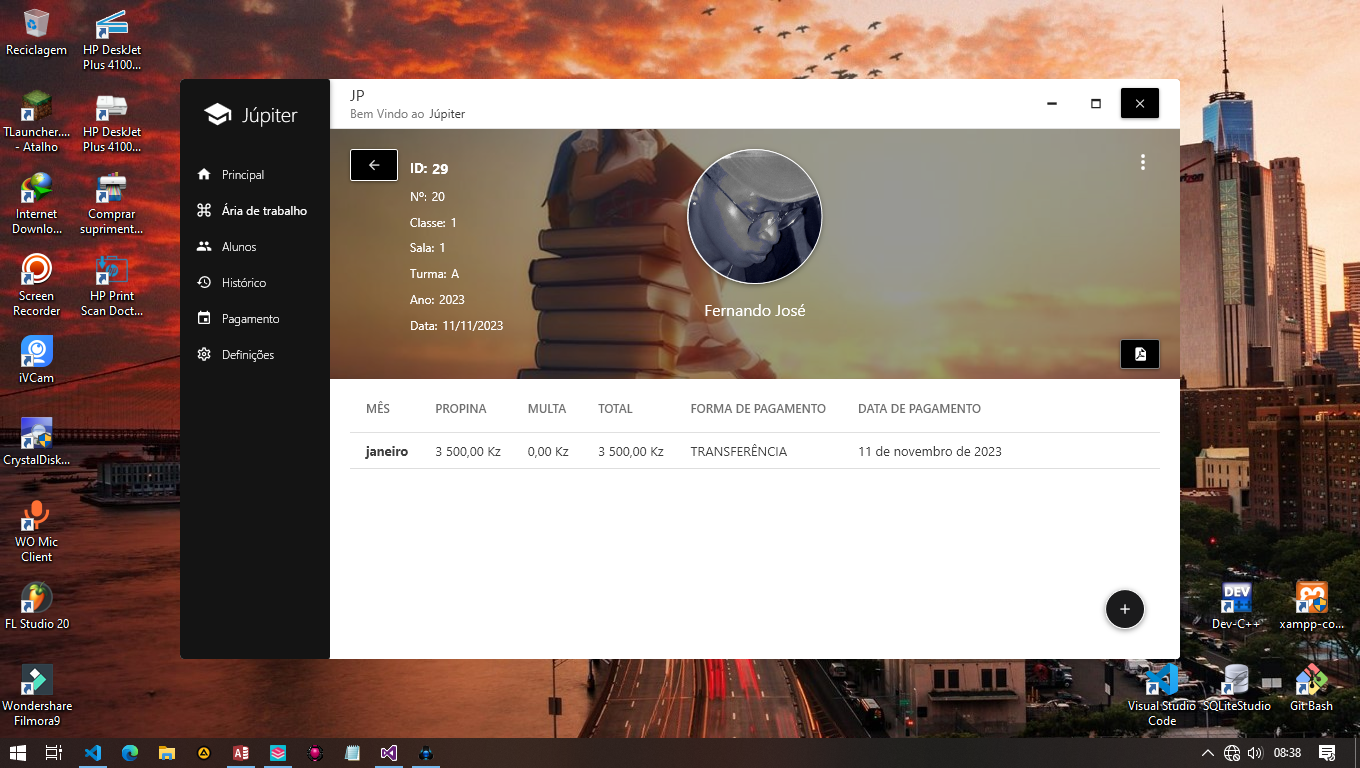 Reciclagem
HP DeskJet
Plus 4100...
TLauncher....
- Atalho
HP DeskJet
Plus 4100...
Internet
Downlo...
Comprar
supriment...
Screen
Recorder
HP Print
Scan Doct...
iVCam
CrystalDisk...
WO Mic
Client
FL Studio 20
Wondershare
Filmora9
Júpiter
Principal
Ária de trabalho
Alunos
Histórico
Pagamento
Definições
JP
Bem Vindo ao Júpiter
ID: 29
Nº: 20
Classe: 1
Sala: 1
Turma: A
Ano: 2023
Data: 11/11/2023
Fernando José
MÊS PROPINA MULTA TOTAL FORMA DE PAGAMENTO DATA DE PAGAMENTO
janeiro 3 500,00 Kz 0,00 Kz 3 500,00 Kz TRANSFERÊNCIA 11 de novembro de 2023
verizon
DEV
Dev-C++
xampp-co...
Visual Studio
Code
SQLiteStudio
Git Bash
08:38